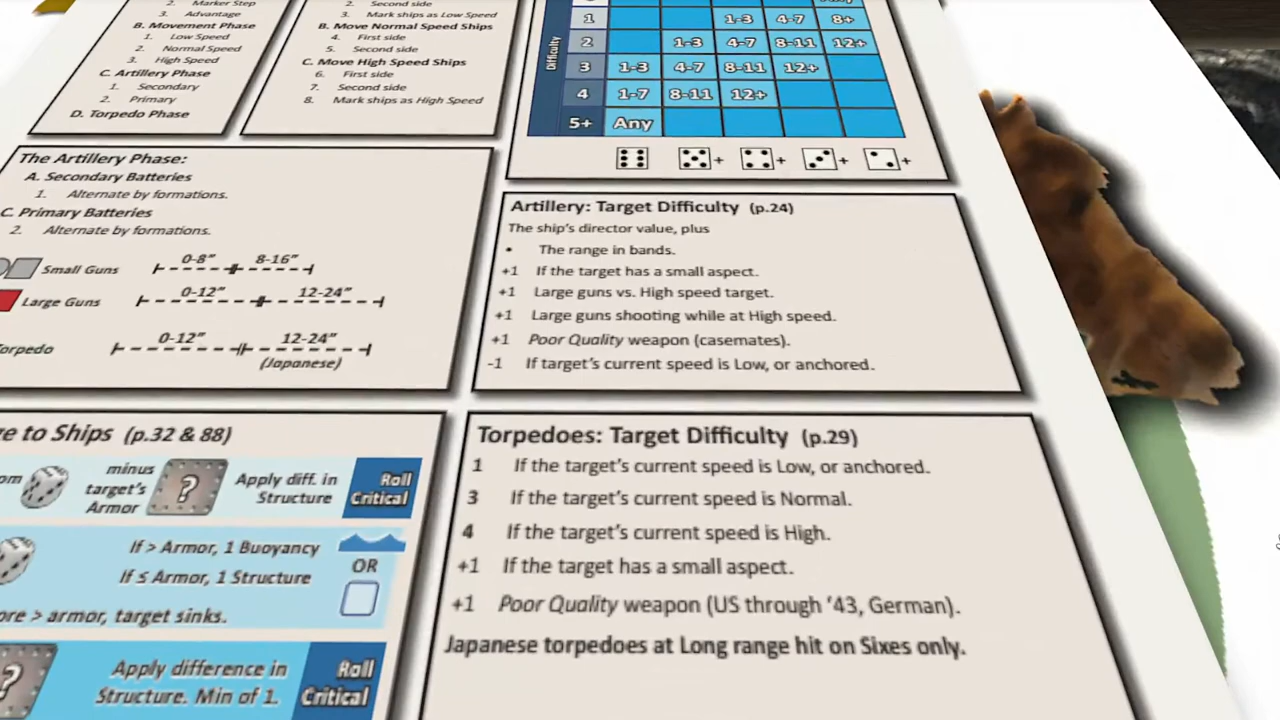 2. Marker Step
3. Advantage
B. Movement Phase
1. Low Speed
2. Normal Speed
3. High Speed
C. Artillery Phase
1. Secondary
2. Primary
D. Torpedo Phase
2. Second side
3. Mark ships as Low Speed
B. Move Normal Speed Ships
4. First side
5. Second side
C. Move High Speed Ships
6. First side
7. Second side
8. Mark ships as High Speed
Difficulty
1 1-3 4-7 8+
2 1-3 4-7 8-11 12+
3 1-3 4-7 8-11 12+
4 1-7 8-11 12+
5+ Any
+ + + +
The Artillery Phase:
A. Secondary Batteries
1. Alternate by formations.
C. Primary Batteries
2. Alternate by formations.
Small Guns 0-8" 8-16"
Large Guns 0-12" 12-24"
orpedo 0-12" 12-24"
(Japanese)
Artillery: Target Difficulty (p.24)
The ship's director value, plus
• The range in bands.
+1 If the target has a small aspect.
+1 Large guns vs. High speed target.
+1 Large guns shooting while at High speed.
+1 Poor Quality weapon (casemates).
-1 If target's current speed is Low, or anchored.
e to Ships (p.32 & 88)
om minus target's Armor ? Apply diff. in Structure Roll Critical
If > Armor, 1 Buoyancy
OR
If ≤ Armor, 1 Structure
ore > armor, target sinks.
? Apply difference in Structure. Min of 1. Roll Critical
Torpedoes: Target Difficulty (p.29)
1 If the target's current speed is Low, or anchored.
3 If the target's current speed is Normal.
4 If the target's current speed is High.
+1 If the target has a small aspect.
+1 Poor Quality weapon (US through '43, German).
Japanese torpedoes at Long range hit on Sixes only.